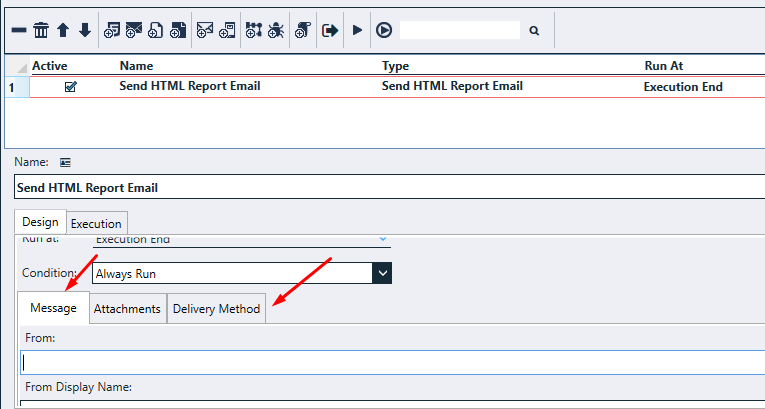 Active Name Type Run At
1 Send HTML Report Email Send HTML Report Email Execution End
Name:
Send HTML Report Email
Design Execution
Run at: Execution End
Condition: Always Run
Message Attachments Delivery Method
From:
From Display Name: